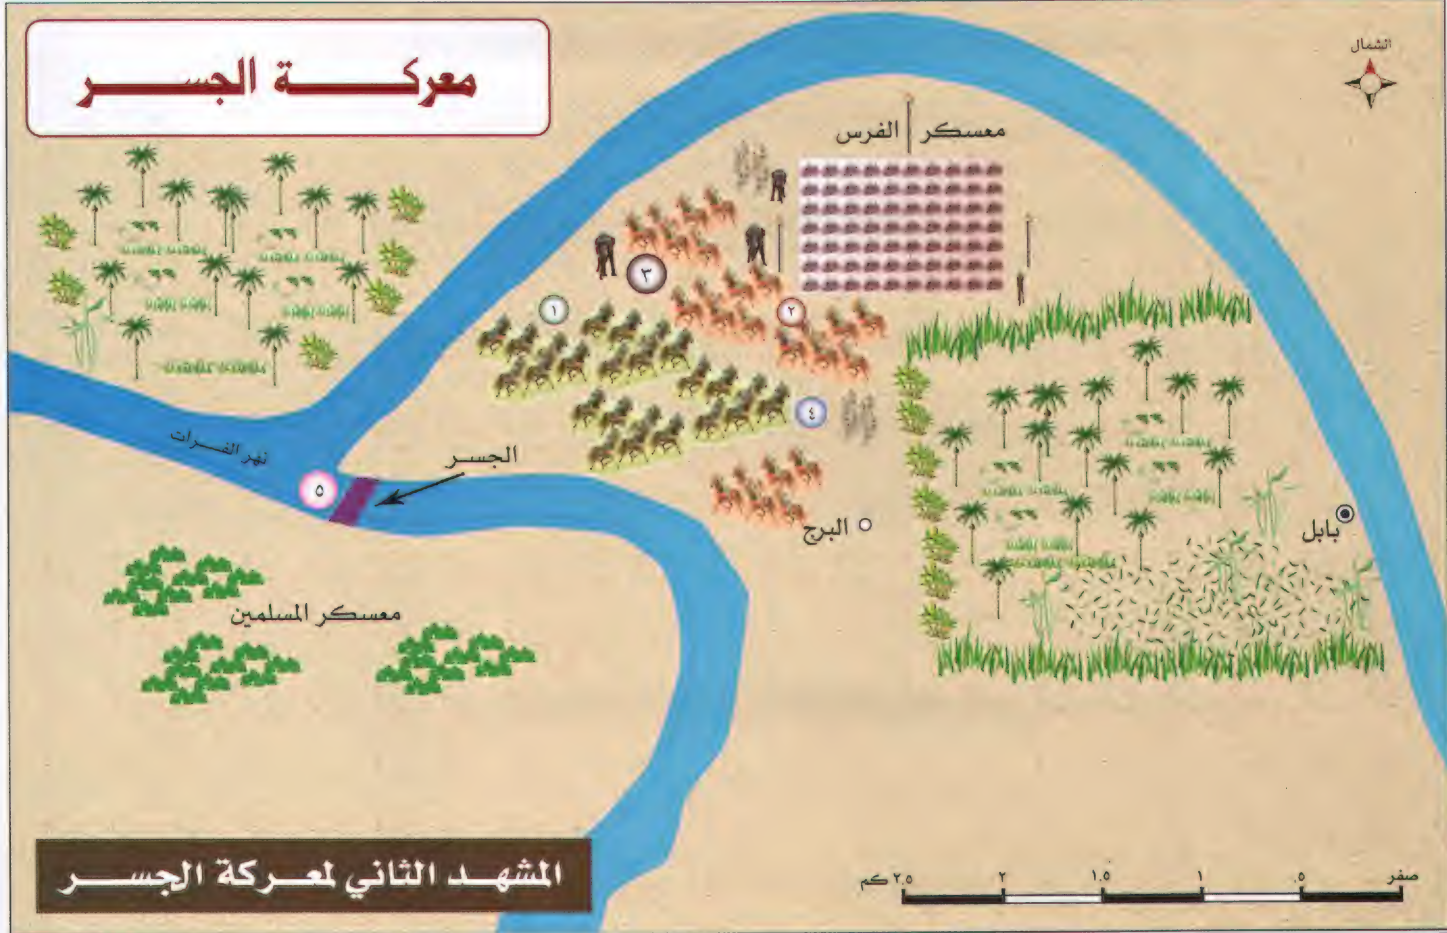 معركة الجسر
الشمال
معسكر الفرس
٣
١
٢
٤
نهر الفرات
الجسر
٥
البرج
بابل
معسكر المسلمين
المشهد الثاني لمعركة الجسر
صفر ٥. ١ ١.٥ ٢ ٢.٥ كم